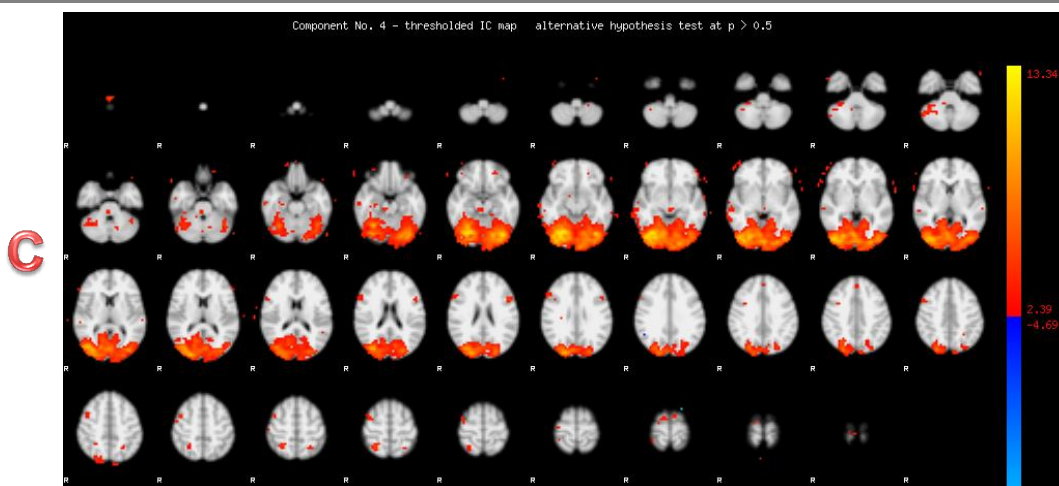 Component No. 4 - thresholded IC map   alternative hypothesis test at p > 0.5
13.34
R R R R R R R R R R
C
R R R R R R R R R R
2.39
-4.69
R R R R R R R R R R
R R R R R R R R R